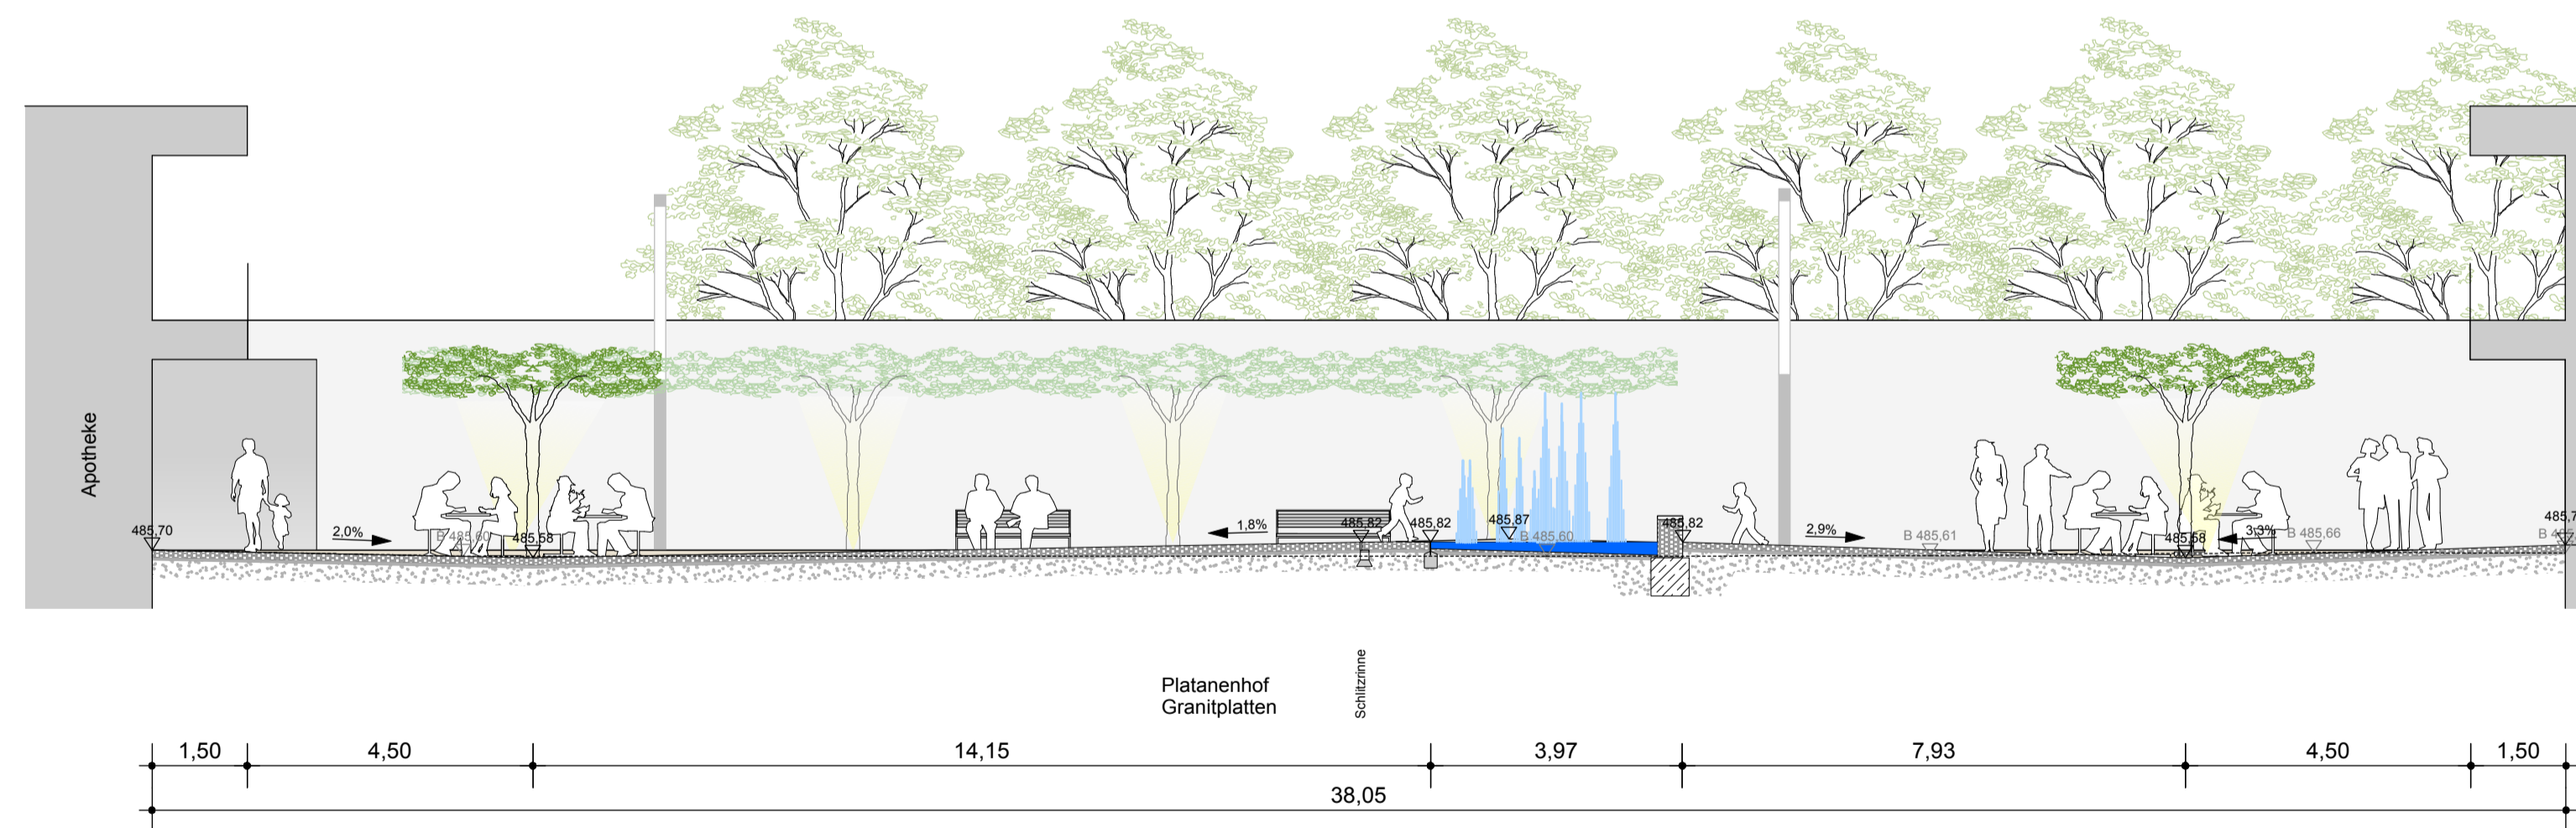 Apotheke
485,70
2,0%
B 485,60
485,58
1,8%
485,82
485,82
485,87
B 485,60
485,82
2,9%
B 485,61
485,58
3,3%
B 485,66
Platanenhof
Granitplatten
Schlitzrinne
1,50
4,50
14,15
3,97
7,93
4,50
1,50
38,05